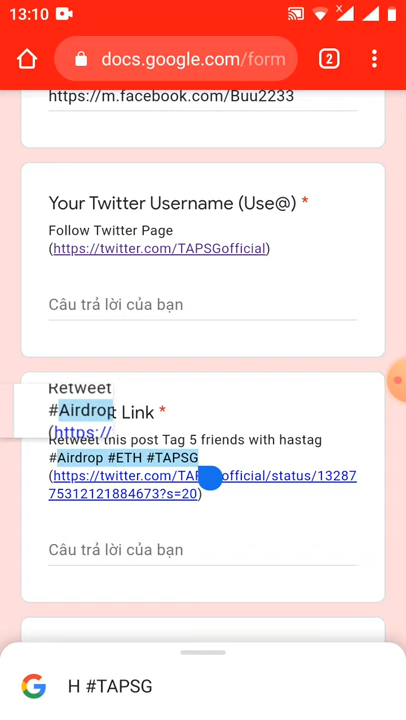 13:10
docs.google.com/form
2
https://m.facebook.com/Buu2233
Your Twitter Username (Use@) *
Follow Twitter Page
(https://twitter.com/TAPSGofficial)
Câu trả lời của bạn
Retweet
#Airdrop
(https://
t Link *
Retweet this post Tag 5 friends with hastag
#Airdrop #ETH #TAPSG
(https://twitter.com/TAPSGofficial/status/13287
75312121884673?s=20)
Câu trả lời của bạn
H #TAPSG